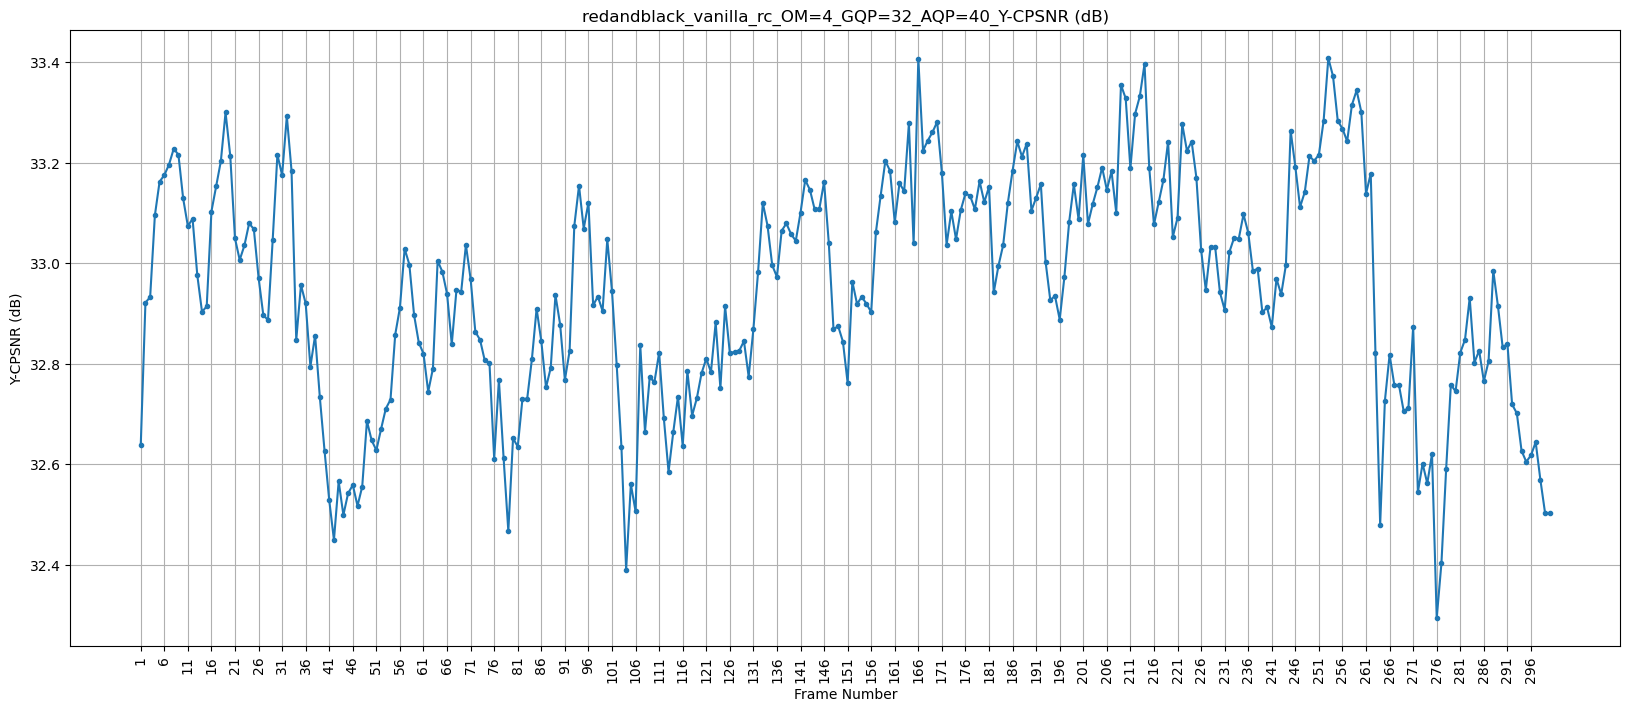 redandblack_vanilla_rc_OM=4_GQP=32_AQP=40_Y-CPSNR (dB)
33.4
33.2
33.0
32.8
32.6
32.4
Y-CPSNR (dB)
1 6 11 16 21 26 31 36 41 46 51 56 61 66 71 76 81 86 91 96 101 106 111 116 121 126 131 136 141 146 151 156 161 166 171 176 181 186 191 196 201 206 211 216 221 226 231 236 241 246 251 256 261 266 271 276 281 286 291 296
Frame Number